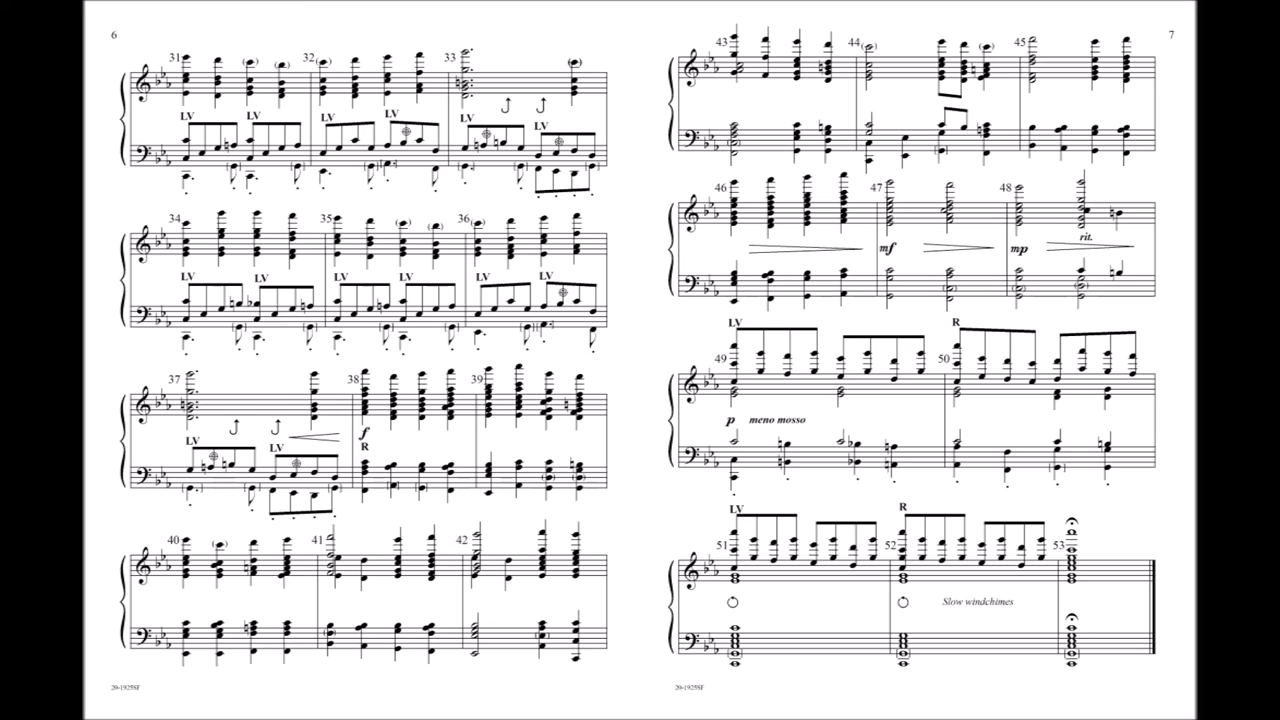 6
31 32 33
LV LV LV LV LV LV
34 35 36
LV LV LV LV LV LV
37 38 39
LV LV f
R
40 41 42
20-1925SF
7
43 44 45
46 47 48
mf mp rit.
LV R
49 50
p meno mosso
LV R
51 52 53
Slow windchimes
20-1925SF